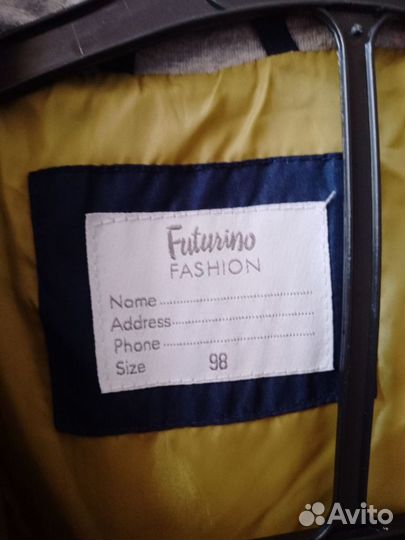 Futurino
FASHION
Name................................
Address............................
Phone..............................
Size 98
Avito